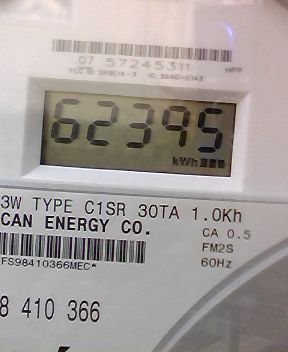 07 57245311
HPP
62395
kWh
3W TYPE C1SR 30TA 1.0Kh
CAN ENERGY CO.
CA 0.5
FM2S
FS98410366MEC*
60Hz
8 410 366